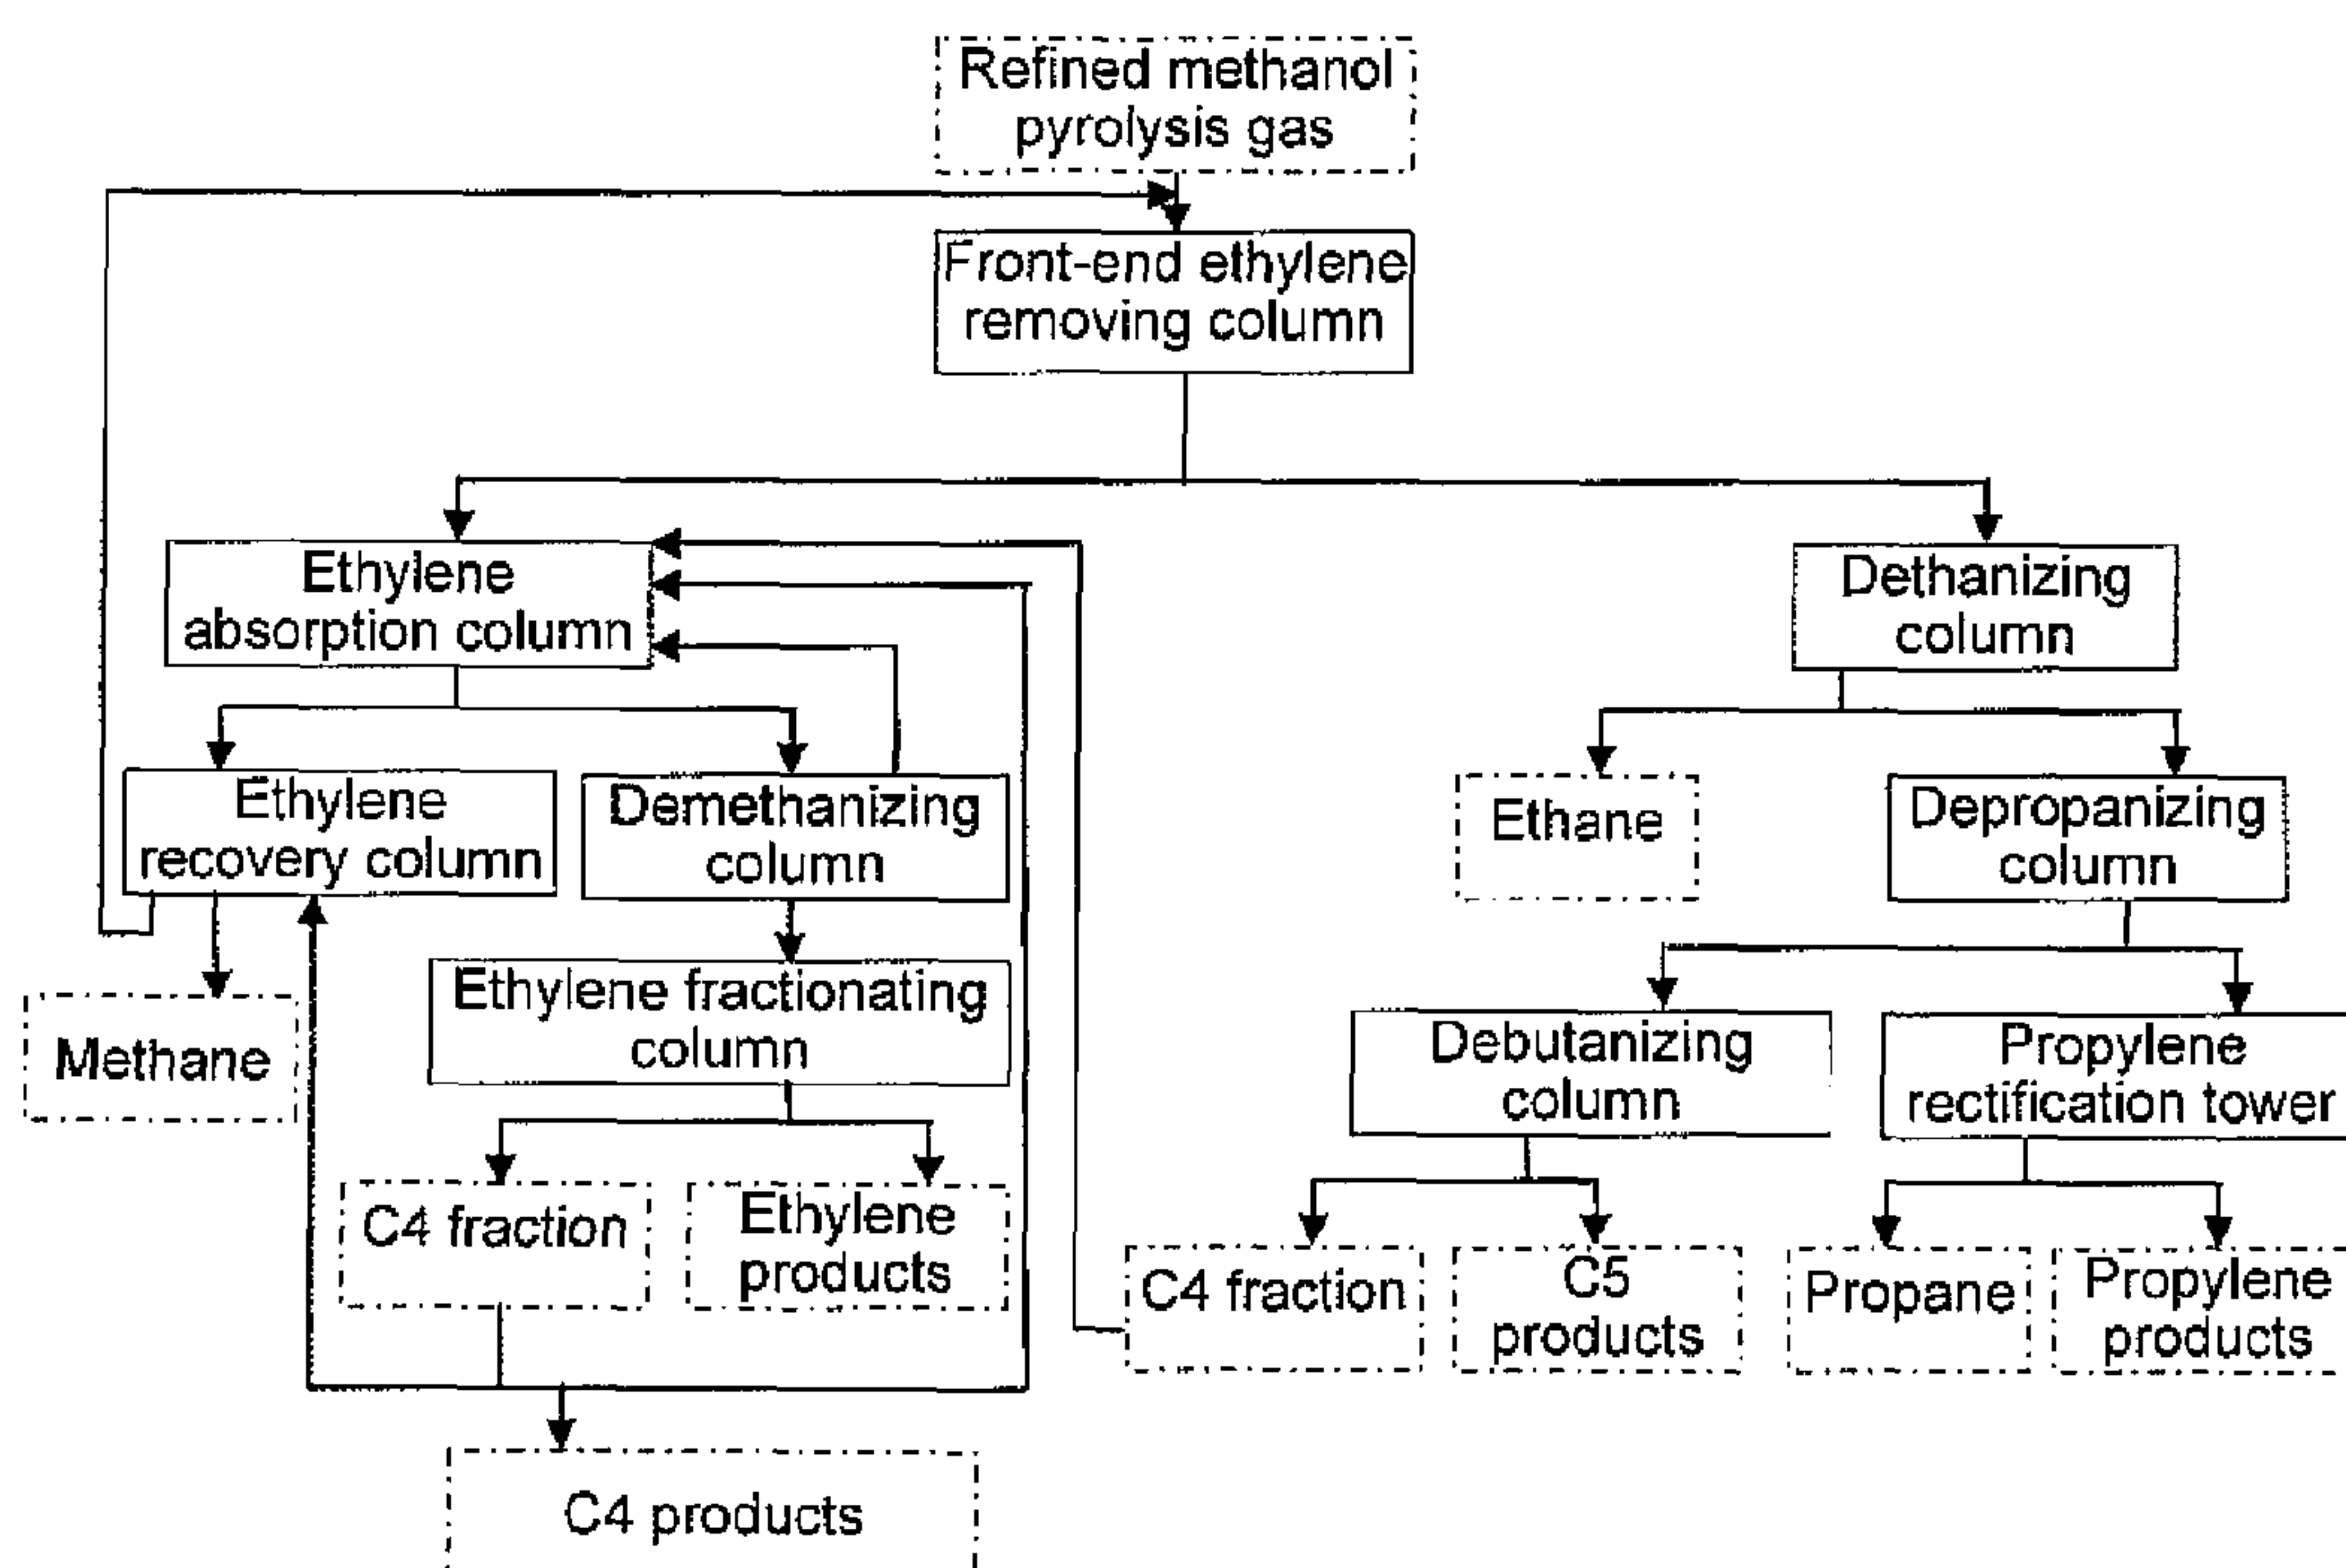 Refined methanol
pyrolysis gas
Front-end ethylene
removing column
Ethylene
absorption column
Dethanizing
column
Ethylene
recovery column
Demethanizing
column
Ethane
Depropanizing
column
Methane
Ethylene fractionating
column
Debutanizing
column
Propylene
rectification tower
C4 fraction
Ethylene
products
C4 fraction
C5
products
Propane
Propylene
products
C4 products